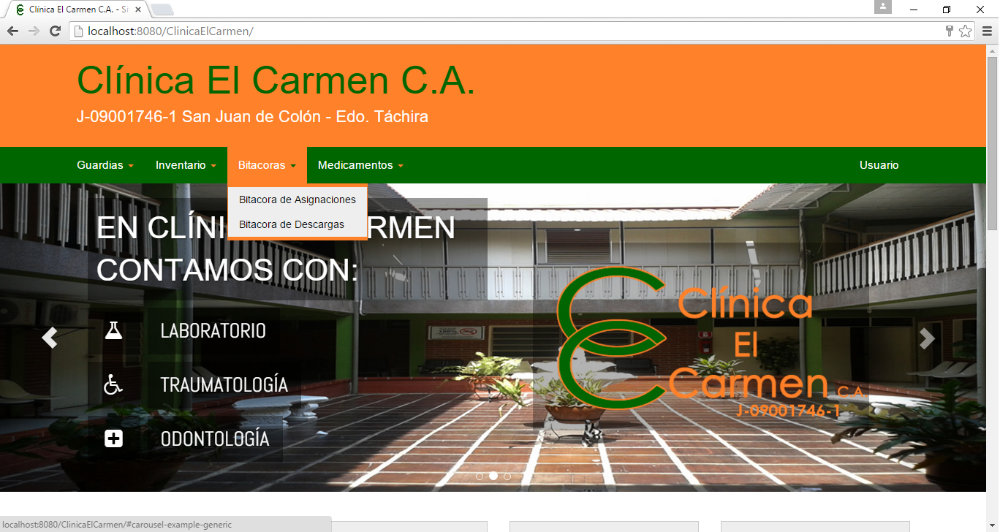 Clínica El Carmen C.A. - Si
localhost:8080/ClinicaElCarmen/
Clínica El Carmen C.A.
J-09001746-1 San Juan de Colón - Edo. Táchira
Guardias Inventario Bitacoras Medicamentos Usuario
Bitacora de Asignaciones
Bitacora de Descargas
EN CLÍNI RMEN
CONTAMOS CON:
LABORATORIO
TRAUMATOLOGÍA
ODONTOLOGÍA
Clínica
El
Carmen C.A.
J-09001746-1
100%
localhost:8080/ClinicaElCarmen/#carousel-example-generic